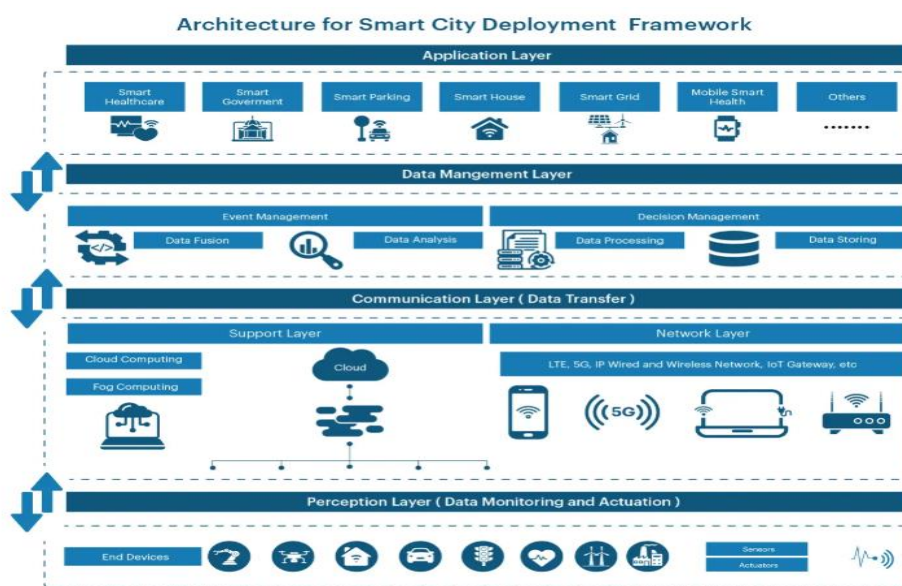 Architecture for Smart City Deployment Framework
Application Layer
Smart
Healthcare
Smart
Goverment
Smart Parking
Smart House
Smart Grid
Mobile Smart
Health
Others
.......
Data Mangement Layer
Event Management
Decision Management
Data Fusion
Data Analysis
Data Processing
Data Storing
Communication Layer ( Data Transfer )
Support Layer
Network Layer
Cloud Computing
Fog Computing
Cloud
LTE, 5G, IP Wired and Wireless Network, IoT Gateway, etc
5G
Perception Layer ( Data Monitoring and Actuation )
End Devices
Sensors
Actuators